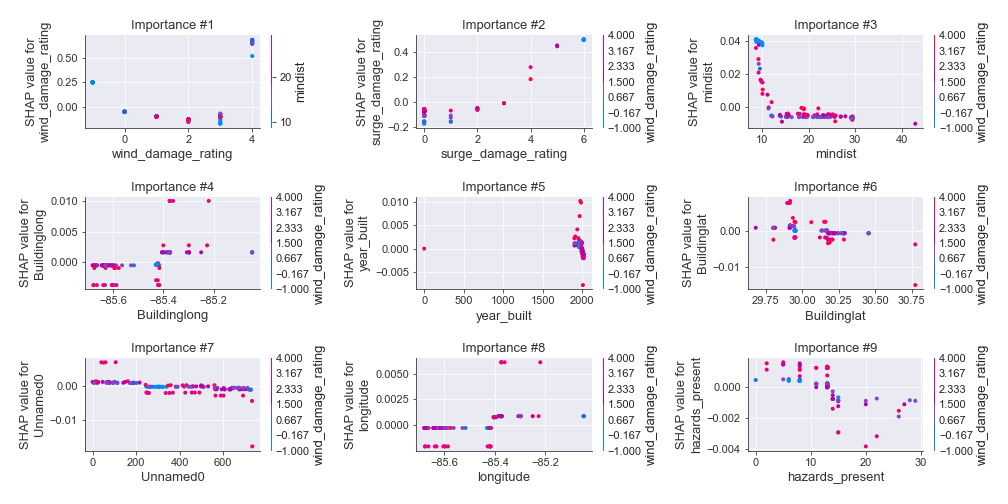 Importance #1
SHAP value for
wind_damage_rating
0.50
0.25
0.00
0
2
4
wind_damage_rating
20
10
mindist
Importance #2
SHAP value for
surge_damage_rating
0.4
0.2
0.0
−0.2
0
2
4
6
surge_damage_rating
4.000
3.167
2.333
1.500
0.667
−0.167
−1.000
wind_damage_rating
Importance #3
SHAP value for
mindist
0.04
0.02
0.00
10
20
30
40
mindist
4.000
3.167
2.333
1.500
0.667
−0.167
−1.000
wind_damage_rating
Importance #4
SHAP value for
Buildinglong
0.010
0.005
0.000
−85.6
−85.4
−85.2
Buildinglong
4.000
3.167
2.333
1.500
0.667
−0.167
−1.000
wind_damage_rating
Importance #5
SHAP value for
year_built
0.010
0.005
0.000
−0.005
0
500
1000
1500
2000
year_built
4.000
3.167
2.333
1.500
0.667
−0.167
−1.000
wind_damage_rating
Importance #6
SHAP value for
Buildinglat
0.00
−0.01
29.75
30.00
30.25
30.50
30.75
Buildinglat
4.000
3.167
2.333
1.500
0.667
−0.167
−1.000
wind_damage_rating
Importance #7
SHAP value for
Unnamed0
0.00
−0.01
0
200
400
600
Unnamed0
4.000
3.167
2.333
1.500
0.667
−0.167
−1.000
wind_damage_rating
Importance #8
SHAP value for
longitude
0.0050
0.0025
0.0000
−85.6
−85.4
−85.2
longitude
4.000
3.167
2.333
1.500
0.667
−0.167
−1.000
wind_damage_rating
Importance #9
SHAP value for
hazards_present
0.000
−0.002
−0.004
0
10
20
30
hazards_present
4.000
3.167
2.333
1.500
0.667
−0.167
−1.000
wind_damage_rating